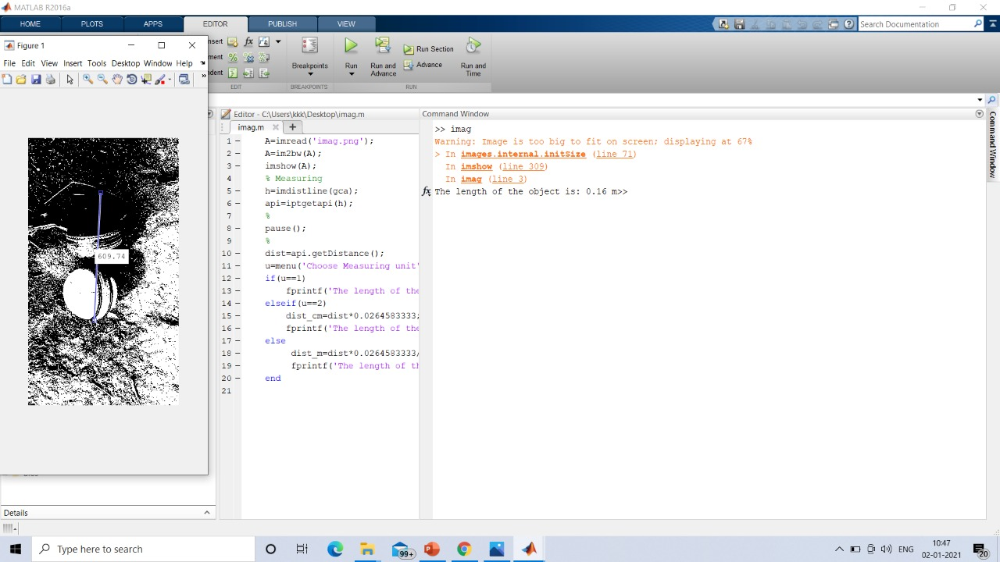 MATLAB R2016a
HOME PLOTS APPS EDITOR PUBLISH VIEW
Search Documentation
Figure 1
File Edit View Insert Tools Desktop Window Help
nsert fx
ment
dent
Breakpoints
Run
Run and Advance
Run Section
Advance
Run and Time
EDIT BREAKPOINTS RUN
Editor - C:\Users\kkk\Desktop\imag.m
imag.m
1 A=imread('imag.png');
2 A=im2bw(A);
3 imshow(A);
4 % Measuring
5 h=imdistline(gca);
6 api=iptgetapi(h);
7 %
8 pause();
9 %
10 dist=api.getDistance();
11 u=menu('Choose Measuring unit'
12 if(u==1)
13 fprintf('The length of the
14 elseif(u==2)
15 dist_cm=dist*0.0264583333;
16 fprintf('The length of the
17 else
18 dist_m=dist*0.0264583333/
19 fprintf('The length of th
20 end
21
Command Window
>> imag
Warning: Image is too big to fit on screen; displaying at 67%
> In images.internal.initSize (line 71)
In imshow (line 309)
In imag (line 3)
fx The length of the object is: 0.16 m>>
Command Window
609.74
Details
Type here to search
99+
ENG
10:47
02-01-2021
20